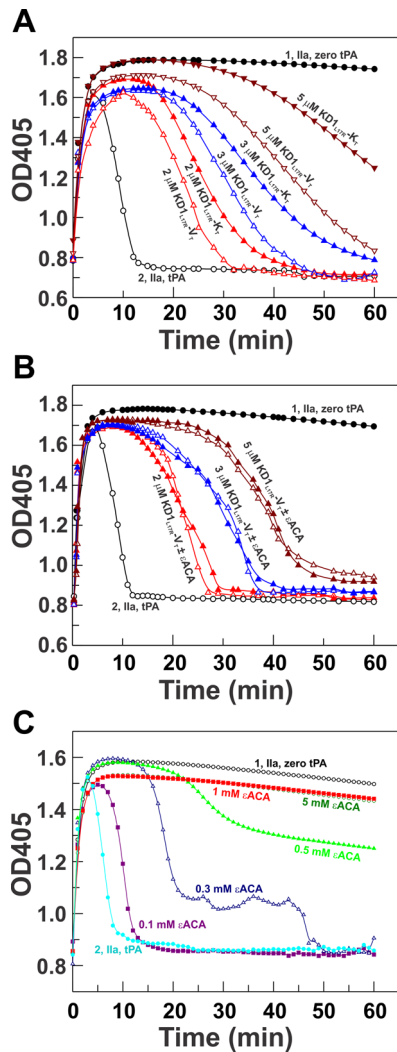 A
OD405
1.8
1.6
1.4
1.2
1.0
0.8
0.6
1, IIa, zero tPA
5 μM KD1L17R-KT
5 μM KD1L17R-VT
3 μM KD1L17R-KT
3 μM KD1L17R-VT
2 μM KD1L17R-KT
2 μM KD1L17R-VT
2, IIa, tPA
0 10 20 30 40 50 60
Time (min)
B
OD405
1.8
1.6
1.4
1.2
1.0
0.8
0.6
1, IIa, zero tPA
5 μM KD1L17R-VT ± εACA
3 μM KD1L17R-VT ± εACA
2 μM KD1L17R-VT ± εACA
2, IIa, tPA
0 10 20 30 40 50 60
Time (min)
C
OD405
1.6
1.4
1.2
1.0
0.8
1, IIa, zero tPA
1 mM εACA
5 mM εACA
0.5 mM εACA
0.3 mM εACA
0.1 mM εACA
2, IIa, tPA
0 10 20 30 40 50 60
Time (min)